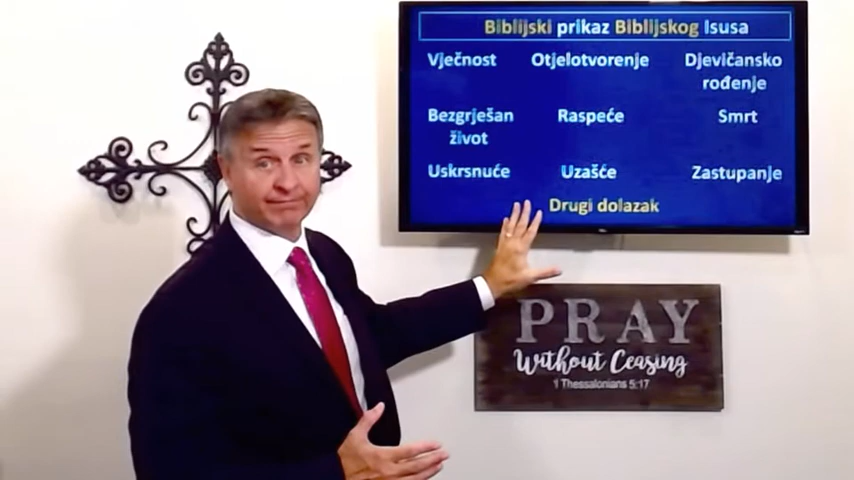 Biblijski prikaz Biblijskog Isusa
Vječnost Otjelotvorenje Djevičansko rođenje
Bezgrješan život Raspeće Smrt
Uskrsnuće Uzašće Zastupanje
Drugi dolazak
PRAY
Without Ceasing
1 Thessalonians 5:17